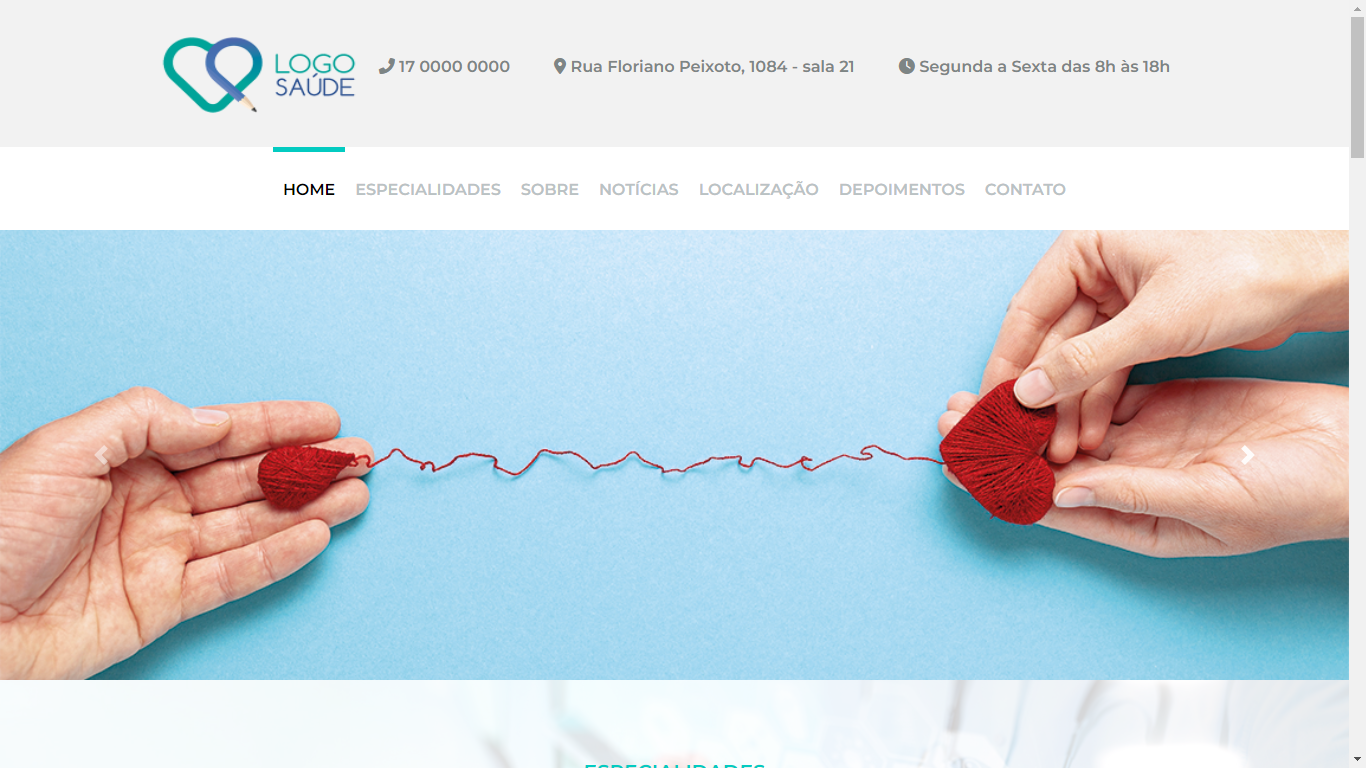 LOGO
SAÚDE
17 0000 0000
Rua Floriano Peixoto, 1084 - sala 21
Segunda a Sexta das 8h às 18h
HOME ESPECIALIDADES SOBRE NOTÍCIAS LOCALIZAÇÃO DEPOIMENTOS CONTATO
ESPECIALIDADES